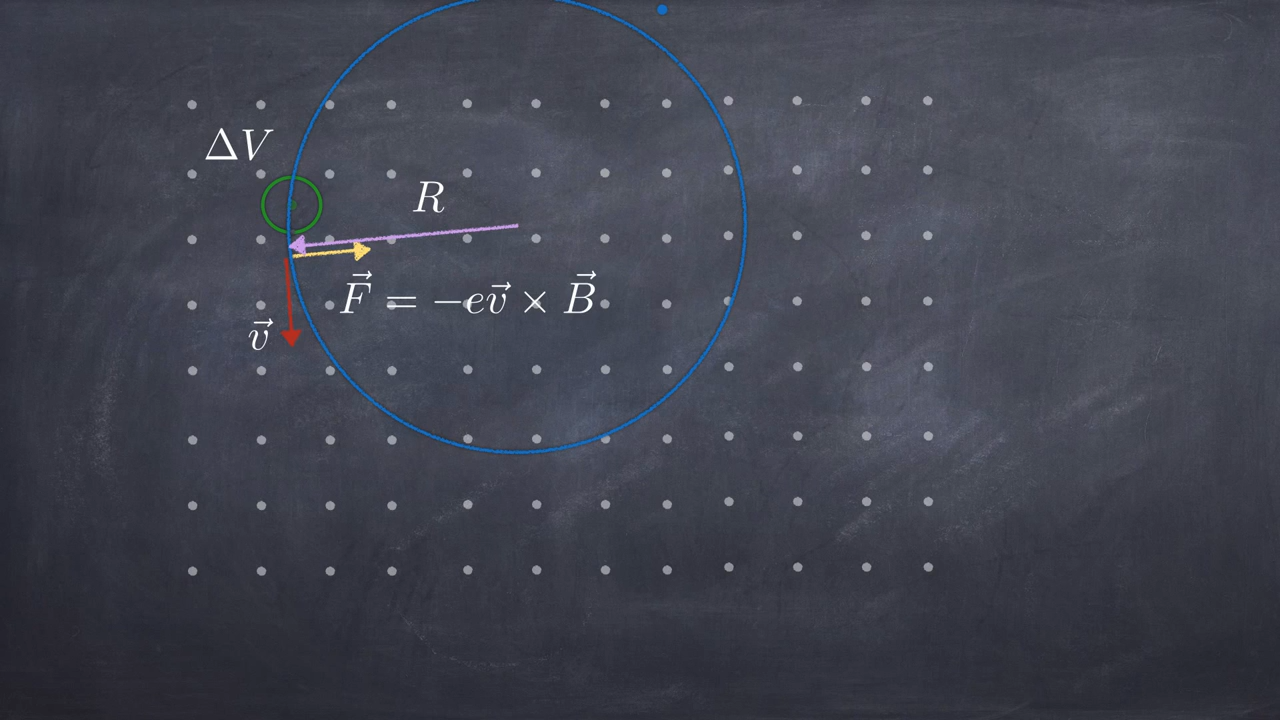 ΔV
R
F⃗ = −ev⃗ × B⃗
v⃗